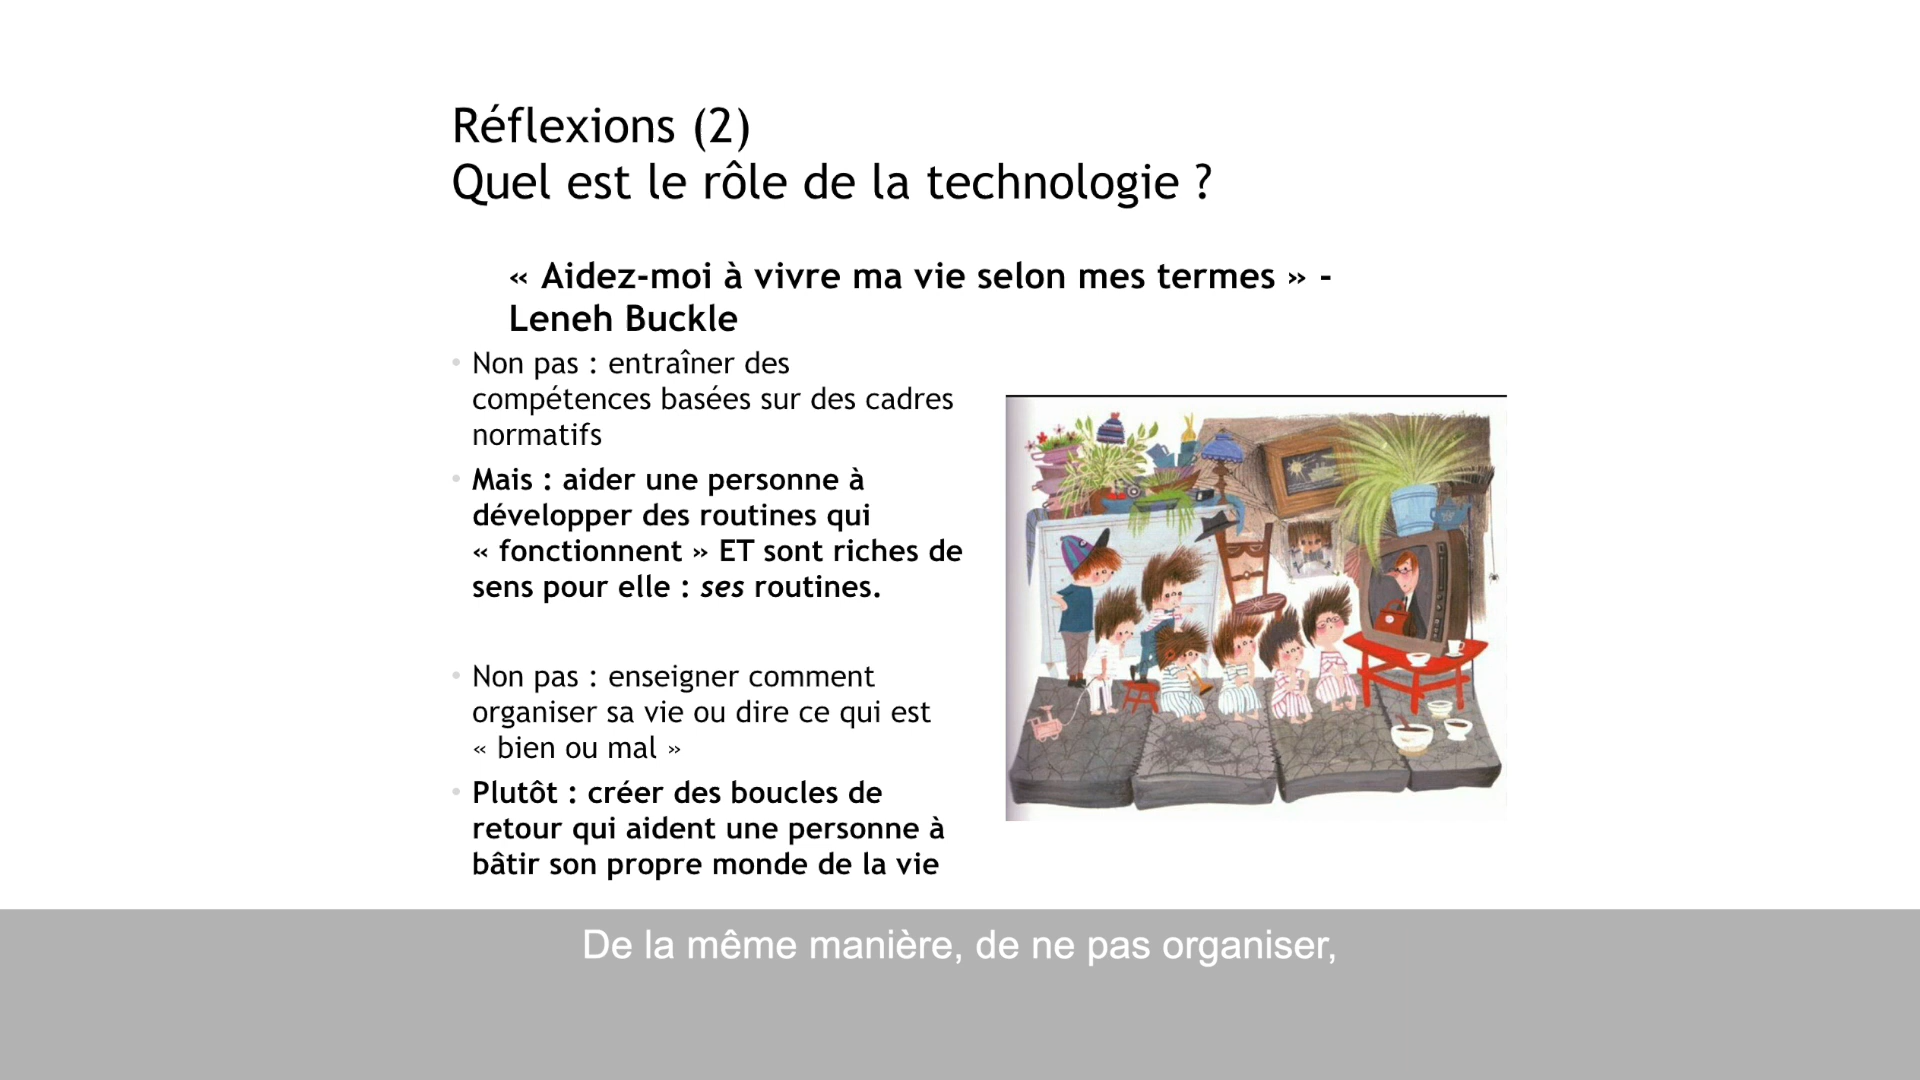 Réflexions (2)
Quel est le rôle de la technologie ?
« Aidez-moi à vivre ma vie selon mes termes » -
Leneh Buckle
• Non pas : entraîner des
compétences basées sur des cadres
normatifs
• Mais : aider une personne à
développer des routines qui
« fonctionnent » ET sont riches de
sens pour elle : ses routines.
• Non pas : enseigner comment
organiser sa vie ou dire ce qui est
« bien ou mal »
• Plutôt : créer des boucles de
retour qui aident une personne à
bâtir son propre monde de la vie
De la même manière, de ne pas organiser,